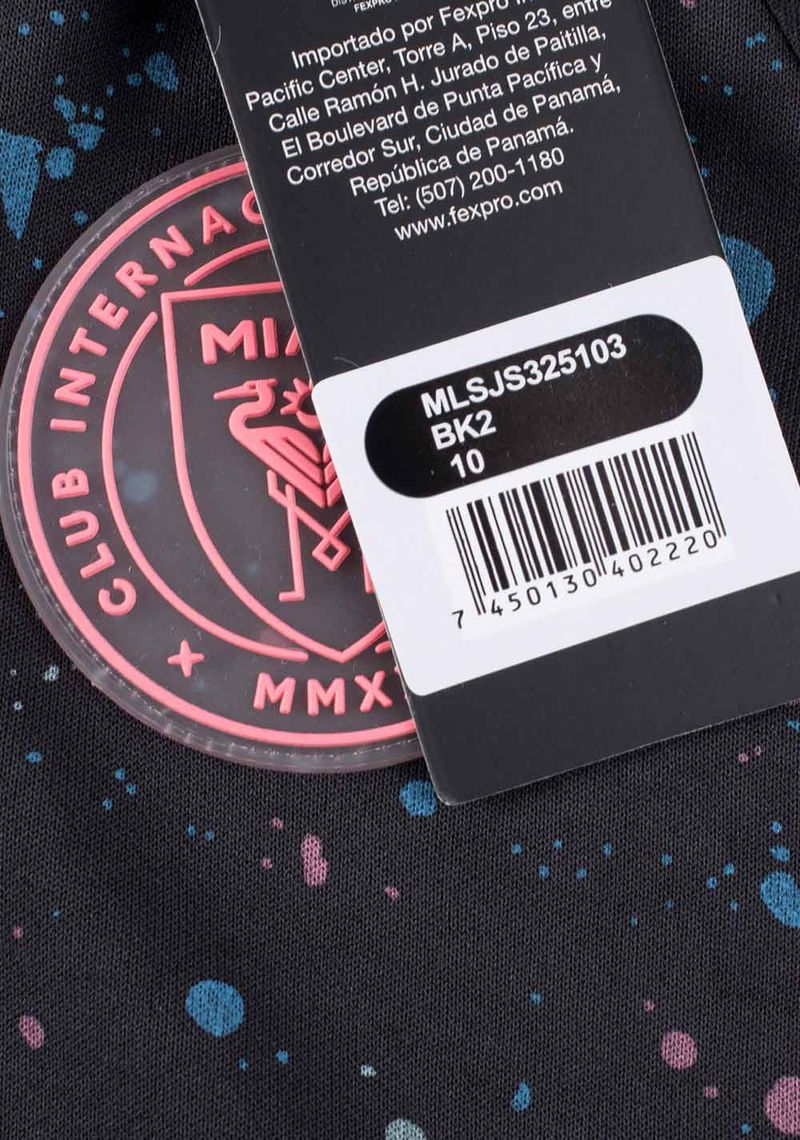 FEXPRO
Importado por Fexpro
Pacific Center, Torre A, Piso 23, entre
Calle Ramón H. Jurado de Paitilla,
El Boulevard de Punta Pacífica y
Corredor Sur, Ciudad de Panamá,
República de Panamá.
Tel: (507) 200-1180
www.fexpro.com
MLSJS325103
BK2
10
7 450130 402220
CLUB INTERNAC
MIA
MMX